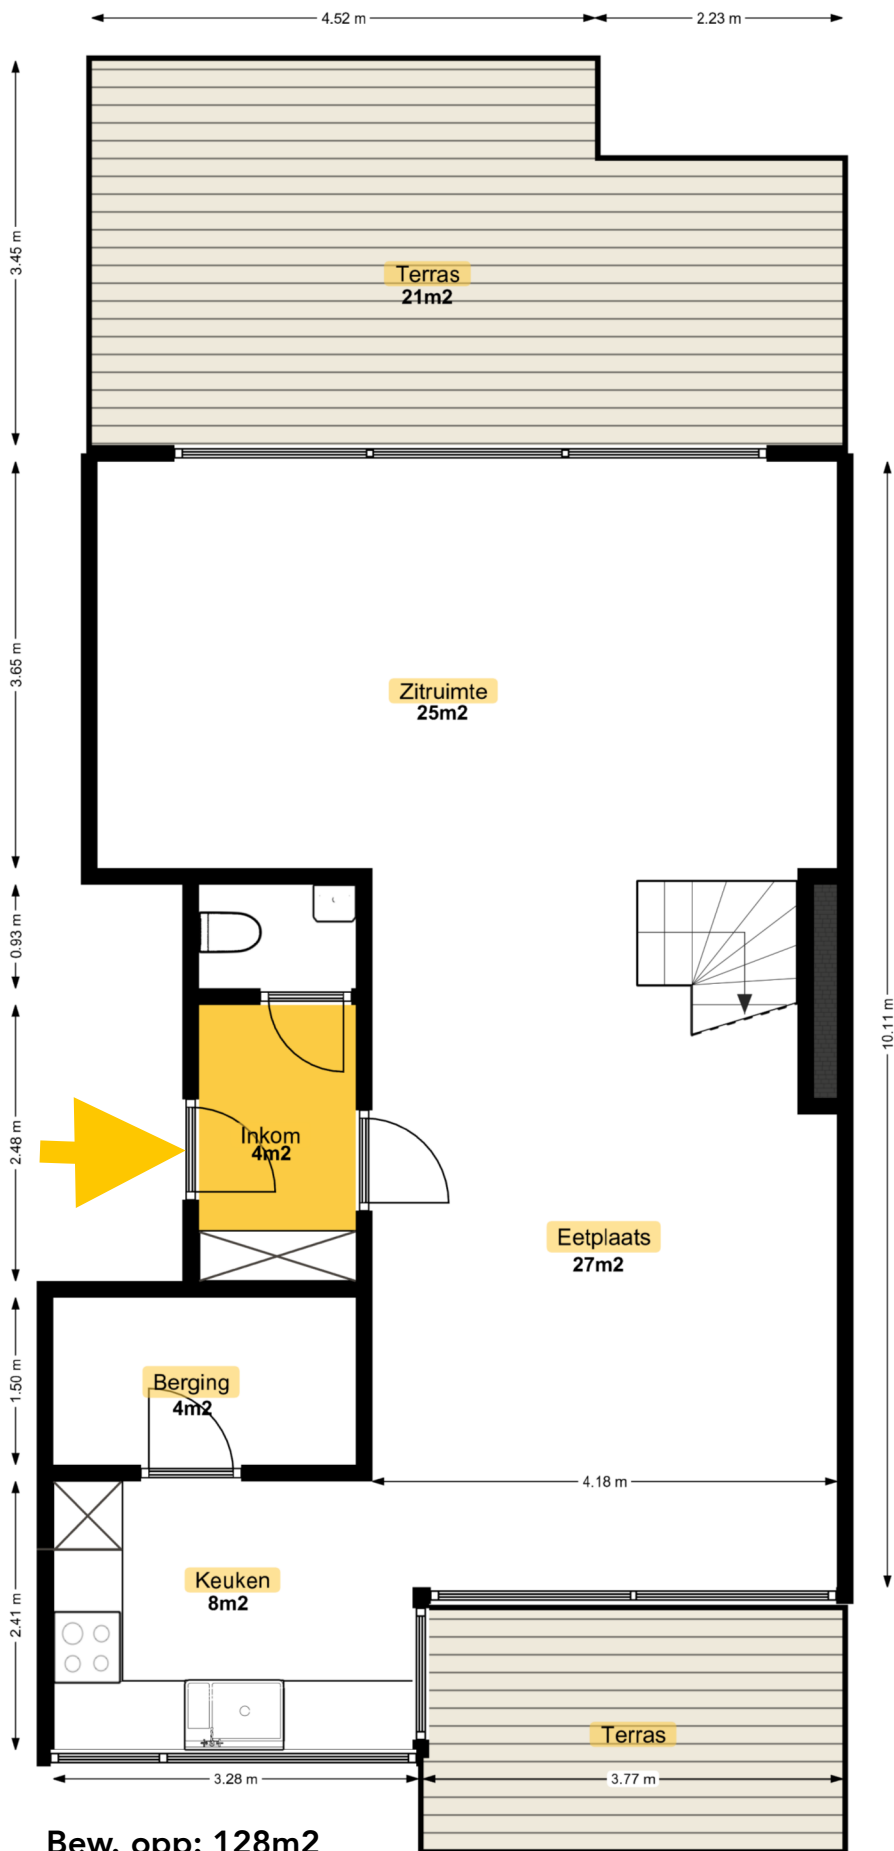 4.52 m
2.23 m
3.45 m
Terras
21m2
3.65 m
Zitruimte
25m2
0.93 m
10.11 m
2.48 m
Inkom
4m2
Eetplaats
27m2
1.50 m
Berging
4m2
4.18 m
Keuken
8m2
2.41 m
Terras
3.28 m
3.77 m
Bew. opp: 128m2